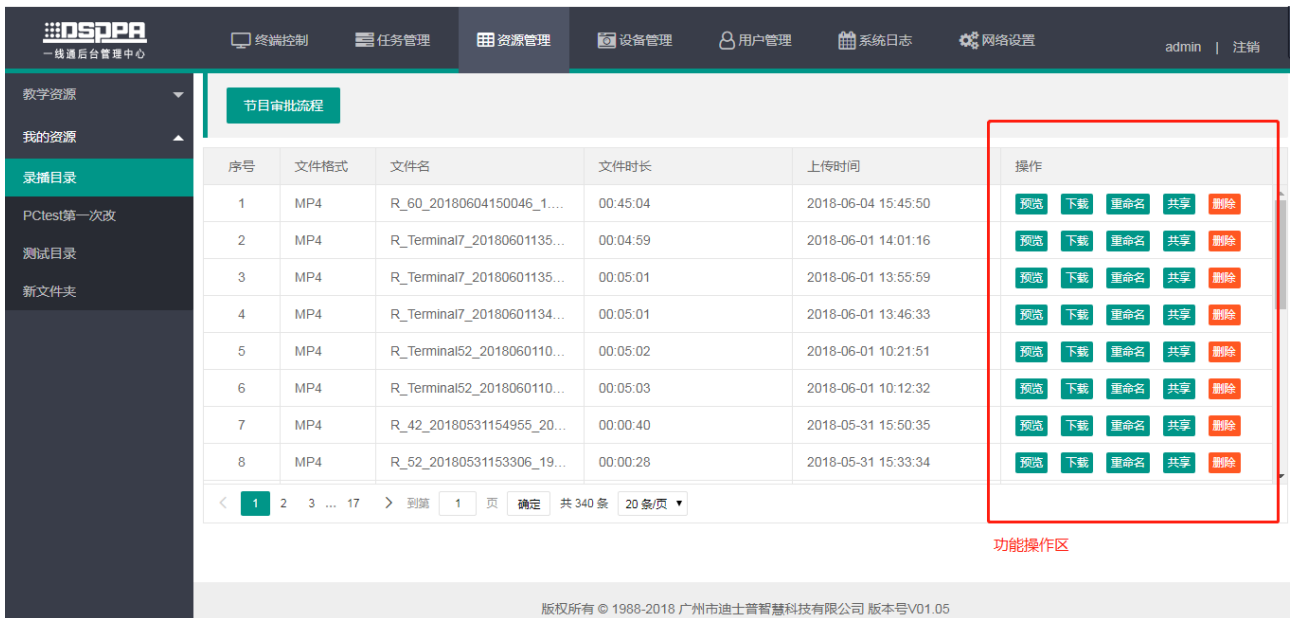 DSPPA
一线通后台管理中心
终端控制 任务管理 资源管理 设备管理 用户管理 系统日志 网络设置 admin | 注销
教学资源
我的资源
录播目录
PCtest第一次改
测试目录
新文件夹
节目审批流程
序号 文件格式 文件名 文件时长 上传时间 操作
1 MP4 R_60_20180604150046_1.... 00:45:04 2018-06-04 15:45:50 预览 下载 重命名 共享 删除
2 MP4 R_Terminal7_20180601135... 00:04:59 2018-06-01 14:01:16 预览 下载 重命名 共享 删除
3 MP4 R_Terminal7_20180601135... 00:05:01 2018-06-01 13:55:59 预览 下载 重命名 共享 删除
4 MP4 R_Terminal7_20180601134... 00:05:01 2018-06-01 13:46:33 预览 下载 重命名 共享 删除
5 MP4 R_Terminal52_2018060110... 00:05:02 2018-06-01 10:21:51 预览 下载 重命名 共享 删除
6 MP4 R_Terminal52_2018060110... 00:05:03 2018-06-01 10:12:32 预览 下载 重命名 共享 删除
7 MP4 R_42_20180531154955_20... 00:00:40 2018-05-31 15:50:35 预览 下载 重命名 共享 删除
8 MP4 R_52_20180531153306_19... 00:00:28 2018-05-31 15:33:34 预览 下载 重命名 共享 删除
1 2 3 ... 17 到第 1 页 确定 共 340 条 20 条/页
功能操作区
版权所有 © 1988-2018 广州市迪士普智慧科技有限公司 版本号V01.05